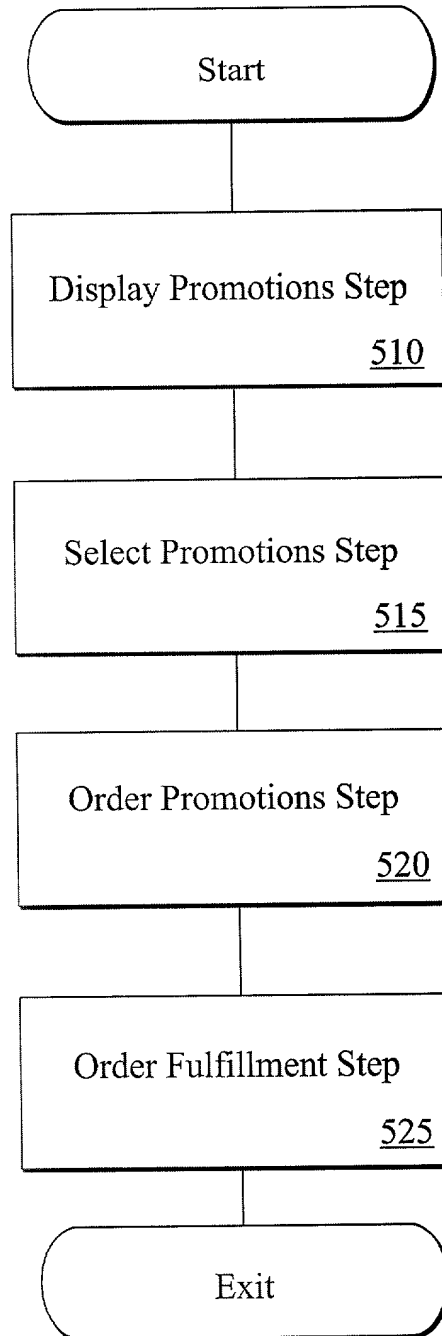 Start
Display Promotions Step
510
Select Promotions Step
515
Order Promotions Step
520
Order Fulfillment Step
525
Exit